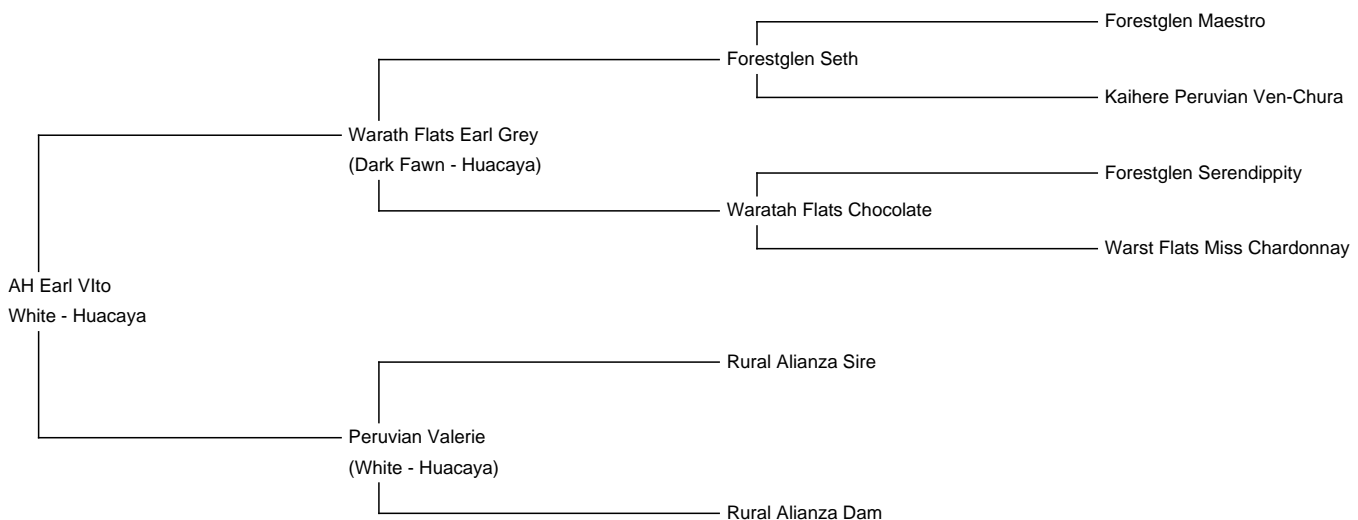 Forestglen Maestro
Forestglen Seth
Kaihere Peruvian Ven-Chura
Warath Flats Earl Grey
(Dark Fawn - Huacaya)
Forestglen Serendippity
Waratah Flats Chocolate
Warst Flats Miss Chardonnay
AH Earl VIto
White - Huacaya
Rural Alianza Sire
Peruvian Valerie
(White - Huacaya)
Rural Alianza Dam